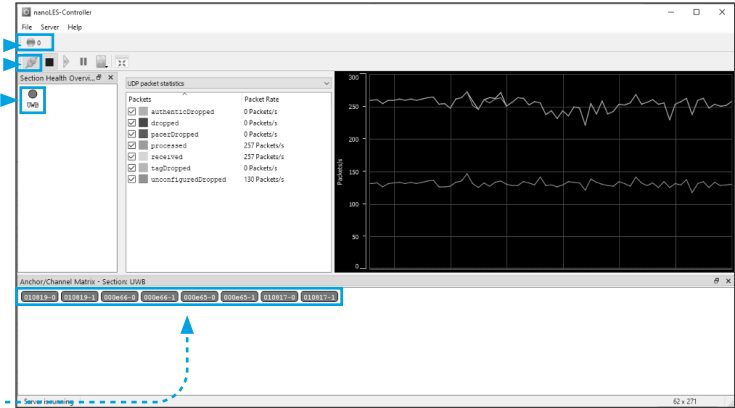 nanoLES-Controller
File Server Help
0
Section Health Overvi...
UWB
UDP packet statistics
Packets Packet Rate
authenticDropped 0 Packets/s
dropped 0 Packets/s
pacerDropped 0 Packets/s
processed 257 Packets/s
received 257 Packets/s
tagDropped 0 Packets/s
unconfiguredDropped 130 Packets/s
Packets/s
300
250
200
150
100
50
0
Anchor/Channel Matrix - Section: UWB
010819-0 010819-1 000e66-0 000e66-1 000e65-0 000e65-1 010817-0 010817-1
Server is running
62 x 271